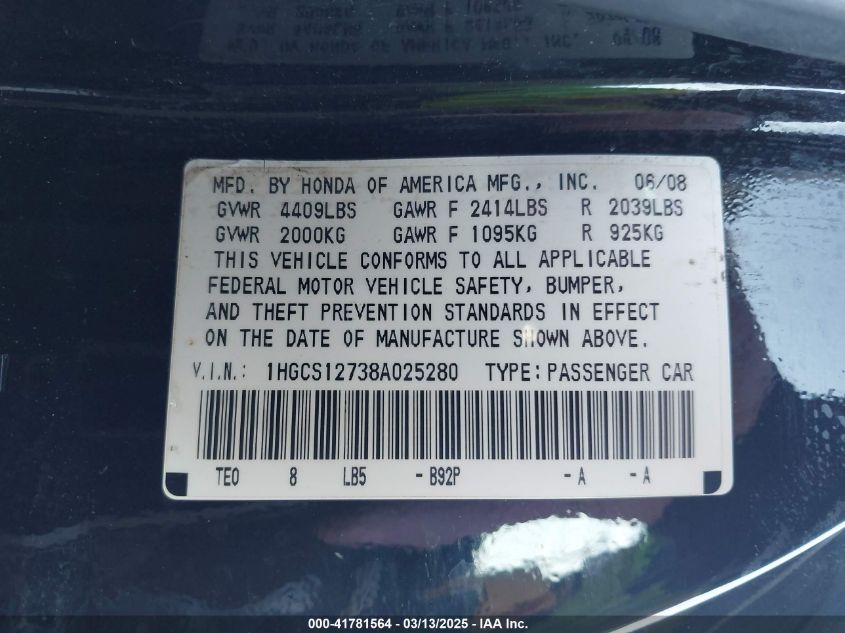 MFD. BY HONDA OF AMERICA MFG., INC. 06/08
GVWR 4409LBS GAWR F 2414LBS R 2039LBS
GVWR 2000KG GAWR F 1095KG R 925KG
THIS VEHICLE CONFORMS TO ALL APPLICABLE
FEDERAL MOTOR VEHICLE SAFETY, BUMPER,
AND THEFT PREVENTION STANDARDS IN EFFECT
ON THE DATE OF MANUFACTURE SHOWN ABOVE.
V.I.N.: 1HGCS12738A025280 TYPE: PASSENGER CAR
TE0 8 LB5 -B92P -A -A
000-41781564 - 03/13/2025 - IAA Inc.